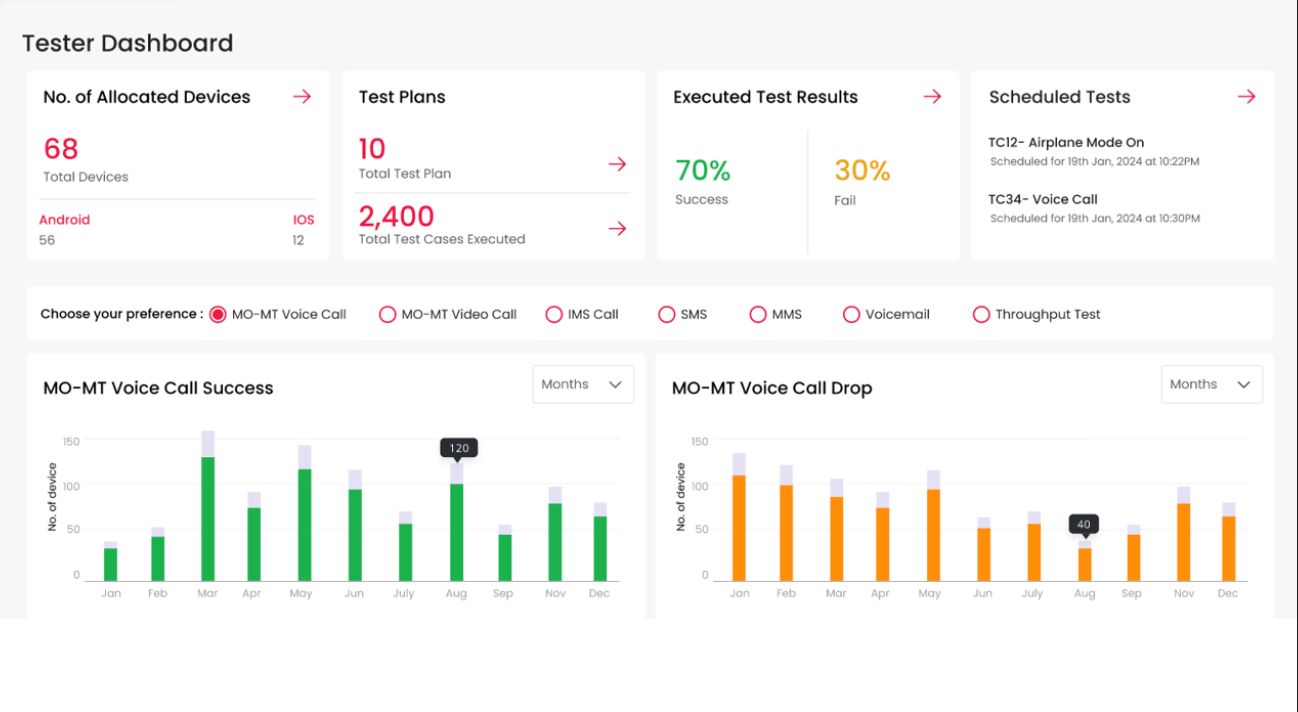 Tester Dashboard
No. of Allocated Devices
68
Total Devices
Android
IOS
56
12
Test Plans
10
Total Test Plan
2,400
Total Test Cases Executed
Executed Test Results
70%
Success
30%
Fail
Scheduled Tests
TC12- Airplane Mode On
Scheduled for 19th Jan, 2024 at 10:22PM
TC34- Voice Call
Scheduled for 19th Jan, 2024 at 10:30PM
Choose your preference : MO-MT Voice Call MO-MT Video Call IMS Call SMS MMS Voicemail Throughput Test
MO-MT Voice Call Success
Months
150
100
50
0
No. of device
120
Jan Feb Mar Apr May Jun July Aug Sep Nov Dec
MO-MT Voice Call Drop
Months
150
100
50
0
No. of device
40
Jan Feb Mar Apr May Jun July Aug Sep Nov Dec